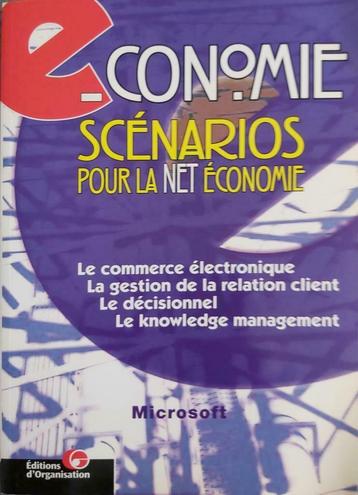 e-CONOMIE
SCÉNARIOS
POUR LA NET ÉCONOMIE
Le commerce électronique
La gestion de la relation client
Le décisionnel
Le knowledge management
Microsoft
Éditions
d'Organisation